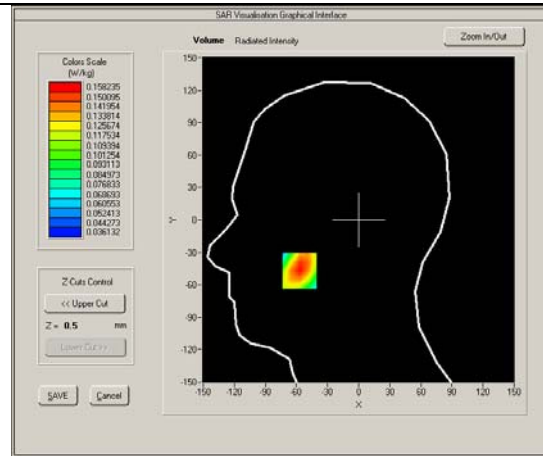 SAR Visualisation Graphical Interface
Volume Radiated Intensity
Zoom In/Out
Colors Scale
(W/kg)
0.158235
0.150095
0.141954
0.133814
0.125674
0.117534
0.109394
0.101254
0.093113
0.084973
0.076833
0.068693
0.060553
0.052413
0.044273
0.036132
Z Cuts Control
<< Upper Cut
Z = 0.5 mm
Lower Cut >>
SAVE Cancel
150
120
90
60
30
0
-30
-60
-90
-120
-150
Y
-150 -120 -90 -60 -30 0 30 60 90 120 150
X